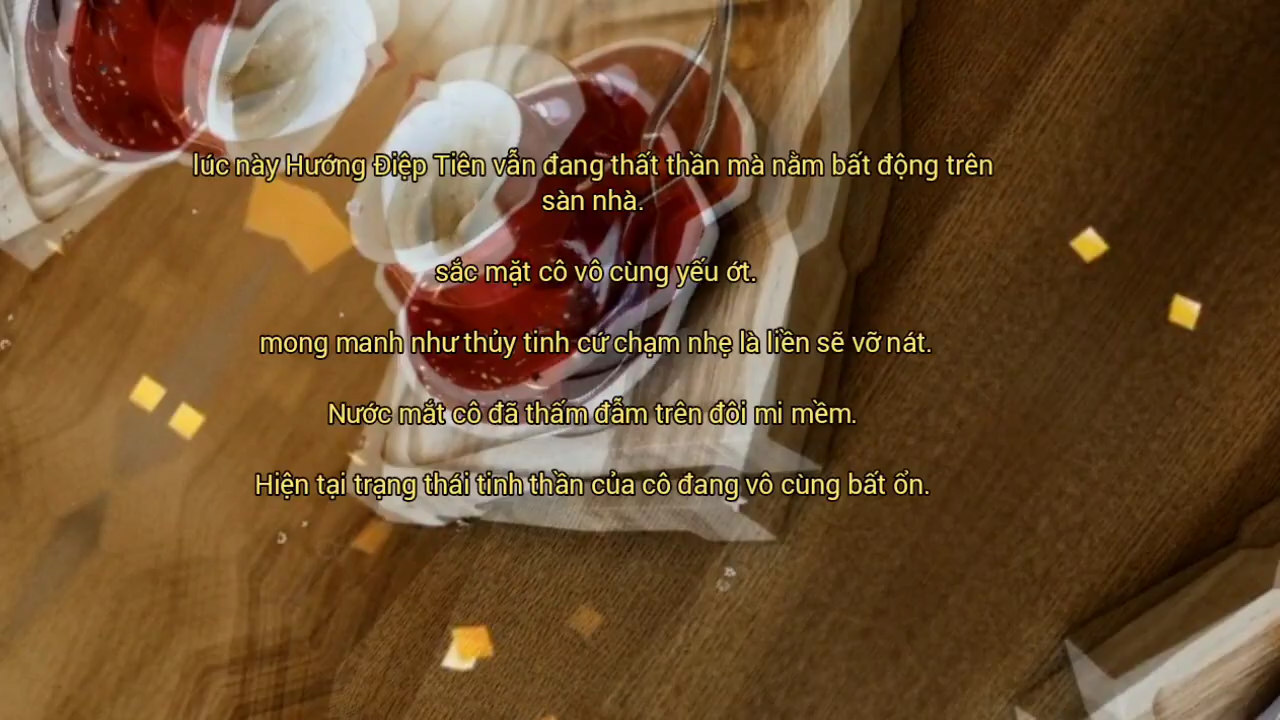 lúc này Hướng Điệp Tiên vẫn đang thất thần mà nằm bất động trên
sàn nhà.
sắc mặt cô vô cùng yếu ớt.
mong manh như thủy tinh cứ chạm nhẹ là liền sẽ vỡ nát.
Nước mắt cô đã thấm đẫm trên đôi mi mềm.
Hiện tại trạng thái tinh thần của cô đang vô cùng bất ổn.